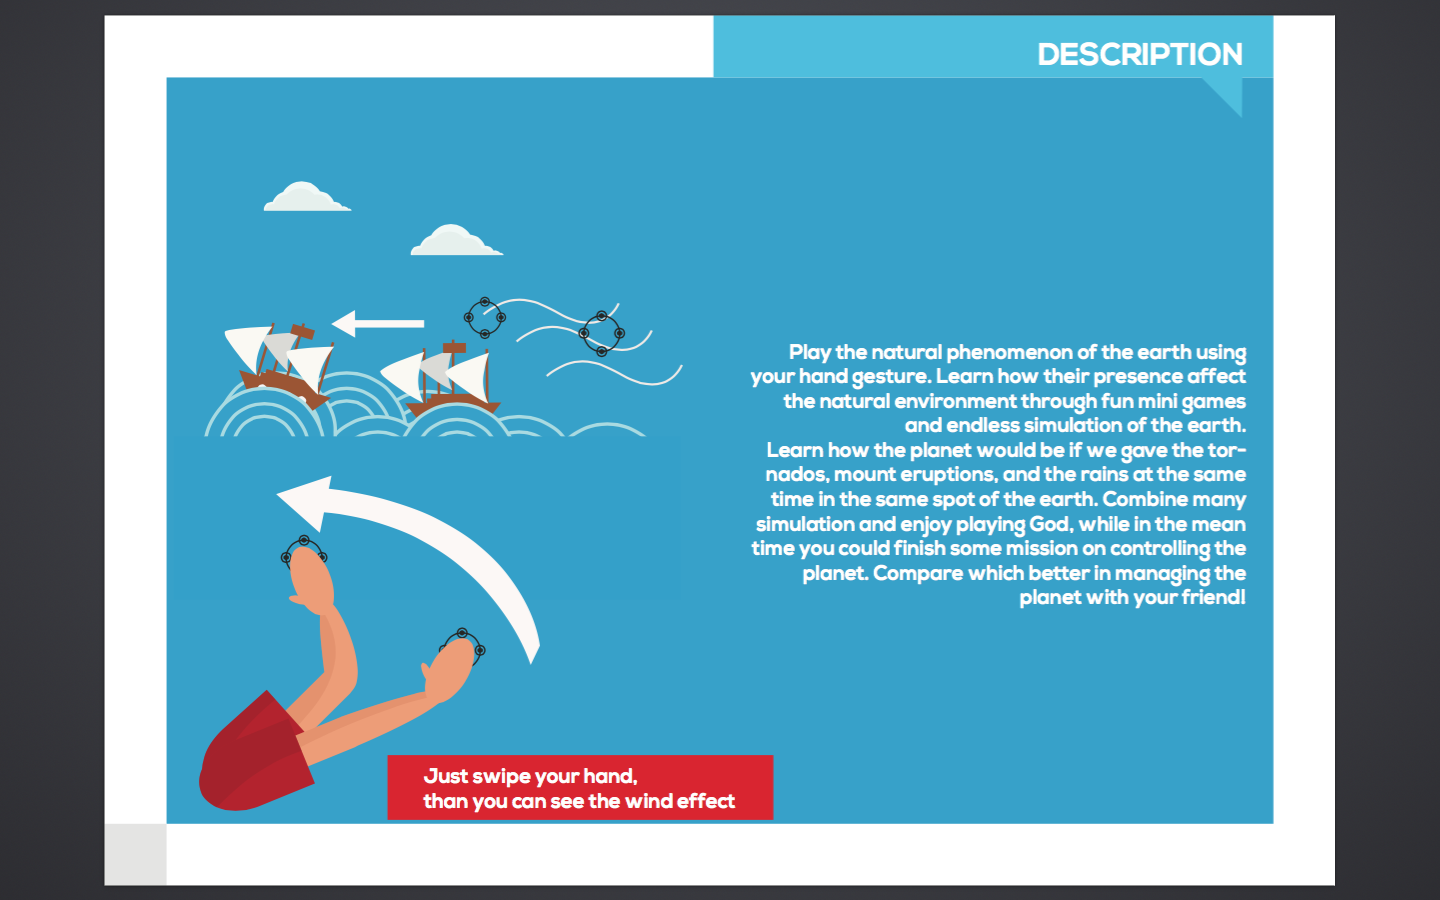 DESCRIPTION
Play the natural phenomenon of the earth using
your hand gesture. Learn how their presence affect
the natural environment through fun mini games
and endless simulation of the earth.
Learn how the planet would be if we gave the tor-
nados, mount eruptions, and the rains at the same
time in the same spot of the earth. Combine many
simulation and enjoy playing God, while in the mean
time you could finish some mission on controlling the
planet. Compare which better in managing the
planet with your friend!
Just swipe your hand,
than you can see the wind effect